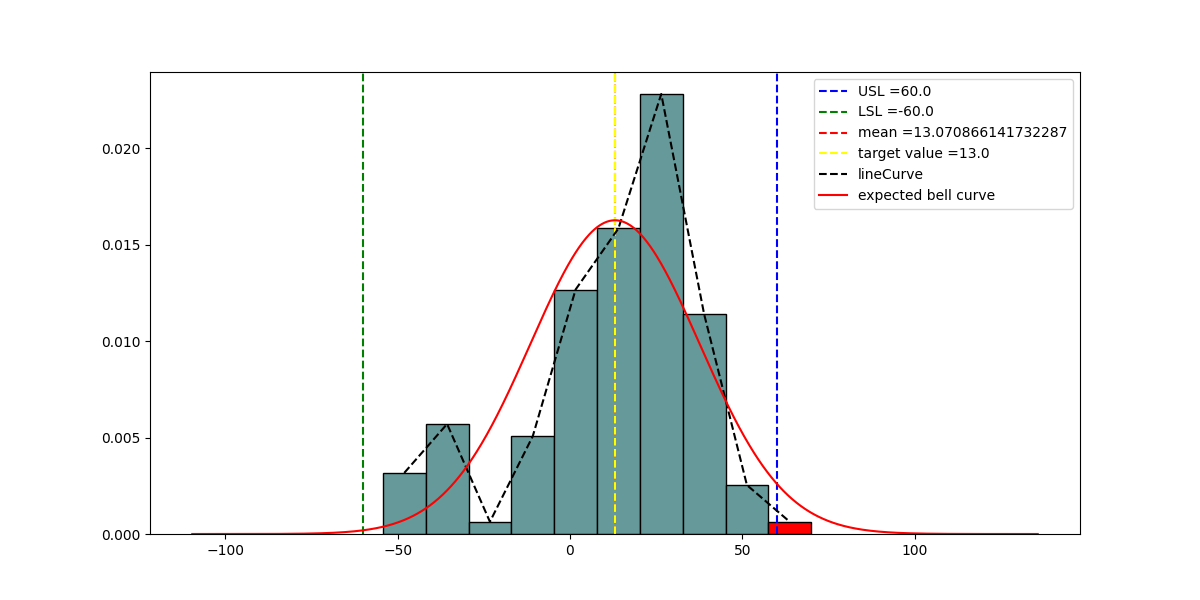 USL =60.0
LSL =-60.0
mean =13.070866141732287
target value =13.0
lineCurve
expected bell curve
0.020
0.015
0.010
0.005
0.000
−100
−50
0
50
100